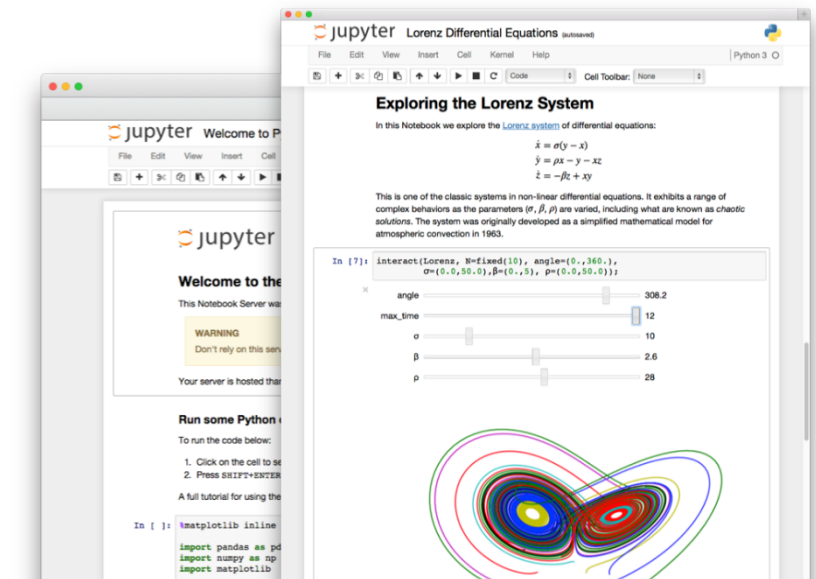 jupyter Lorenz Differential Equations (autosaved)
File Edit View Insert Cell Kernel Help Python 3
Code Cell Toolbar: None
Exploring the Lorenz System
In this Notebook we explore the Lorenz system of differential equations:
ẋ = σ(y − x)
ẏ = ρx − y − xz
ż = −βz + xy
This is one of the classic systems in non-linear differential equations. It exhibits a range of
complex behaviors as the parameters (σ, β, ρ) are varied, including what are known as chaotic
solutions. The system was originally developed as a simplified mathematical model for
atmospheric convection in 1963.
In [7]: interact(Lorenz, N=fixed(10), angle=(0.,360.),
σ=(0.0,50.0),β=(0.,5), ρ=(0.0,50.0));
angle 308.2
max_time 12
σ 10
β 2.6
ρ 28
jupyter Welcome to P
File Edit View Insert Cell
jupyter
Welcome to the
This Notebook Server was
WARNING
Don't rely on this serv
Your server is hosted than
Run some Python c
To run the code below:
1. Click on the cell to se
2. Press SHIFT+ENTER
A full tutorial for using the
In [ ]: %matplotlib inline
import pandas as pd
import numpy as np
import matplotlib